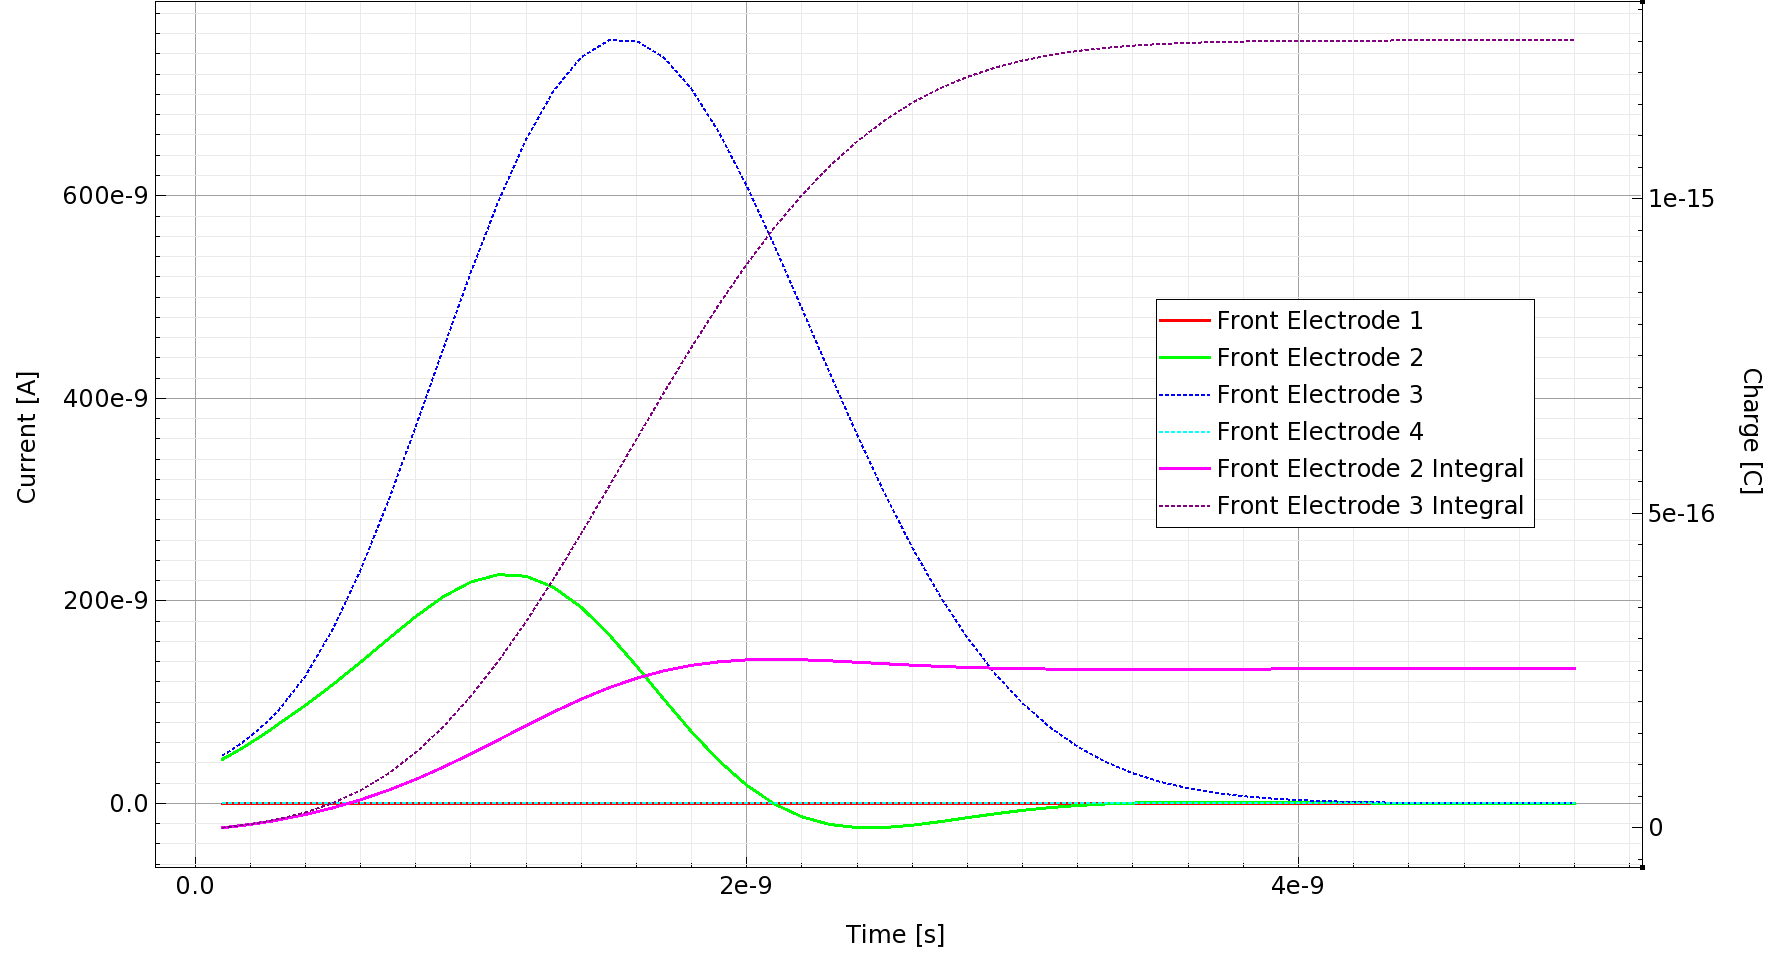 600e-9
400e-9
200e-9
0.0
Current [A]
1e-15
5e-16
0
Charge [C]
Front Electrode 1
Front Electrode 2
Front Electrode 3
Front Electrode 4
Front Electrode 2 Integral
Front Electrode 3 Integral
0.0 2e-9 4e-9
Time [s]